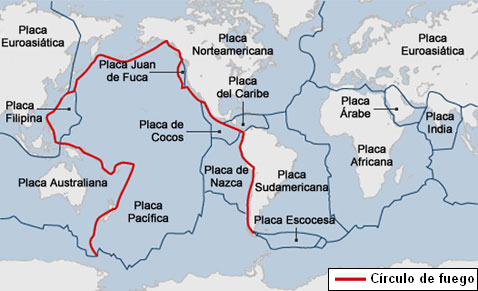 Placa
Euroasiática
Placa
Norteamericana
Placa
Euroasiática
Placa Juan
de Fuca
Placa
Filipina
Placa
del Caribe
Placa
Árabe
Placa
India
Placa de
Cocos
Placa
Africana
Placa Australiana
Placa de
Nazca
Placa
Sudamericana
Placa
Pacífica
Placa Escocesa
Círculo de fuego